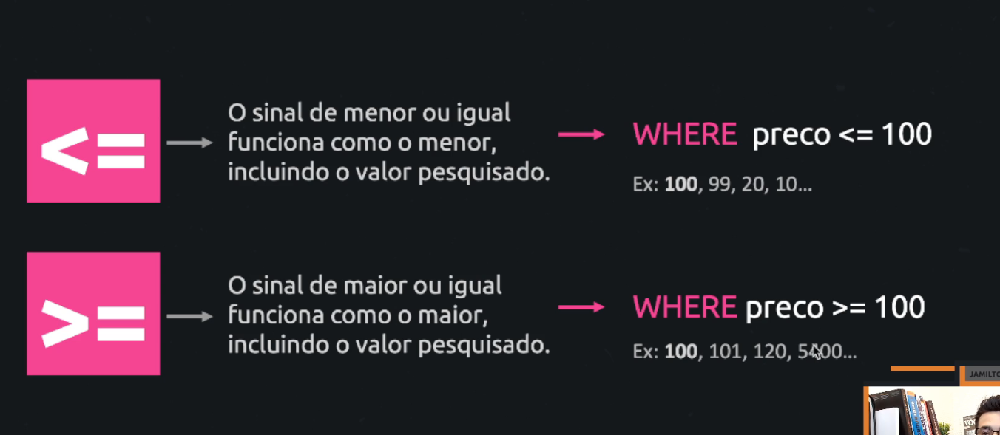 <=
O sinal de menor ou igual
funciona como o menor,
incluindo o valor pesquisado.
WHERE preco <= 100
Ex: 100, 99, 20, 10...
>=
O sinal de maior ou igual
funciona como o maior,
incluindo o valor pesquisado.
WHERE preco >= 100
Ex: 100, 101, 120, 5400...
JAMILTO